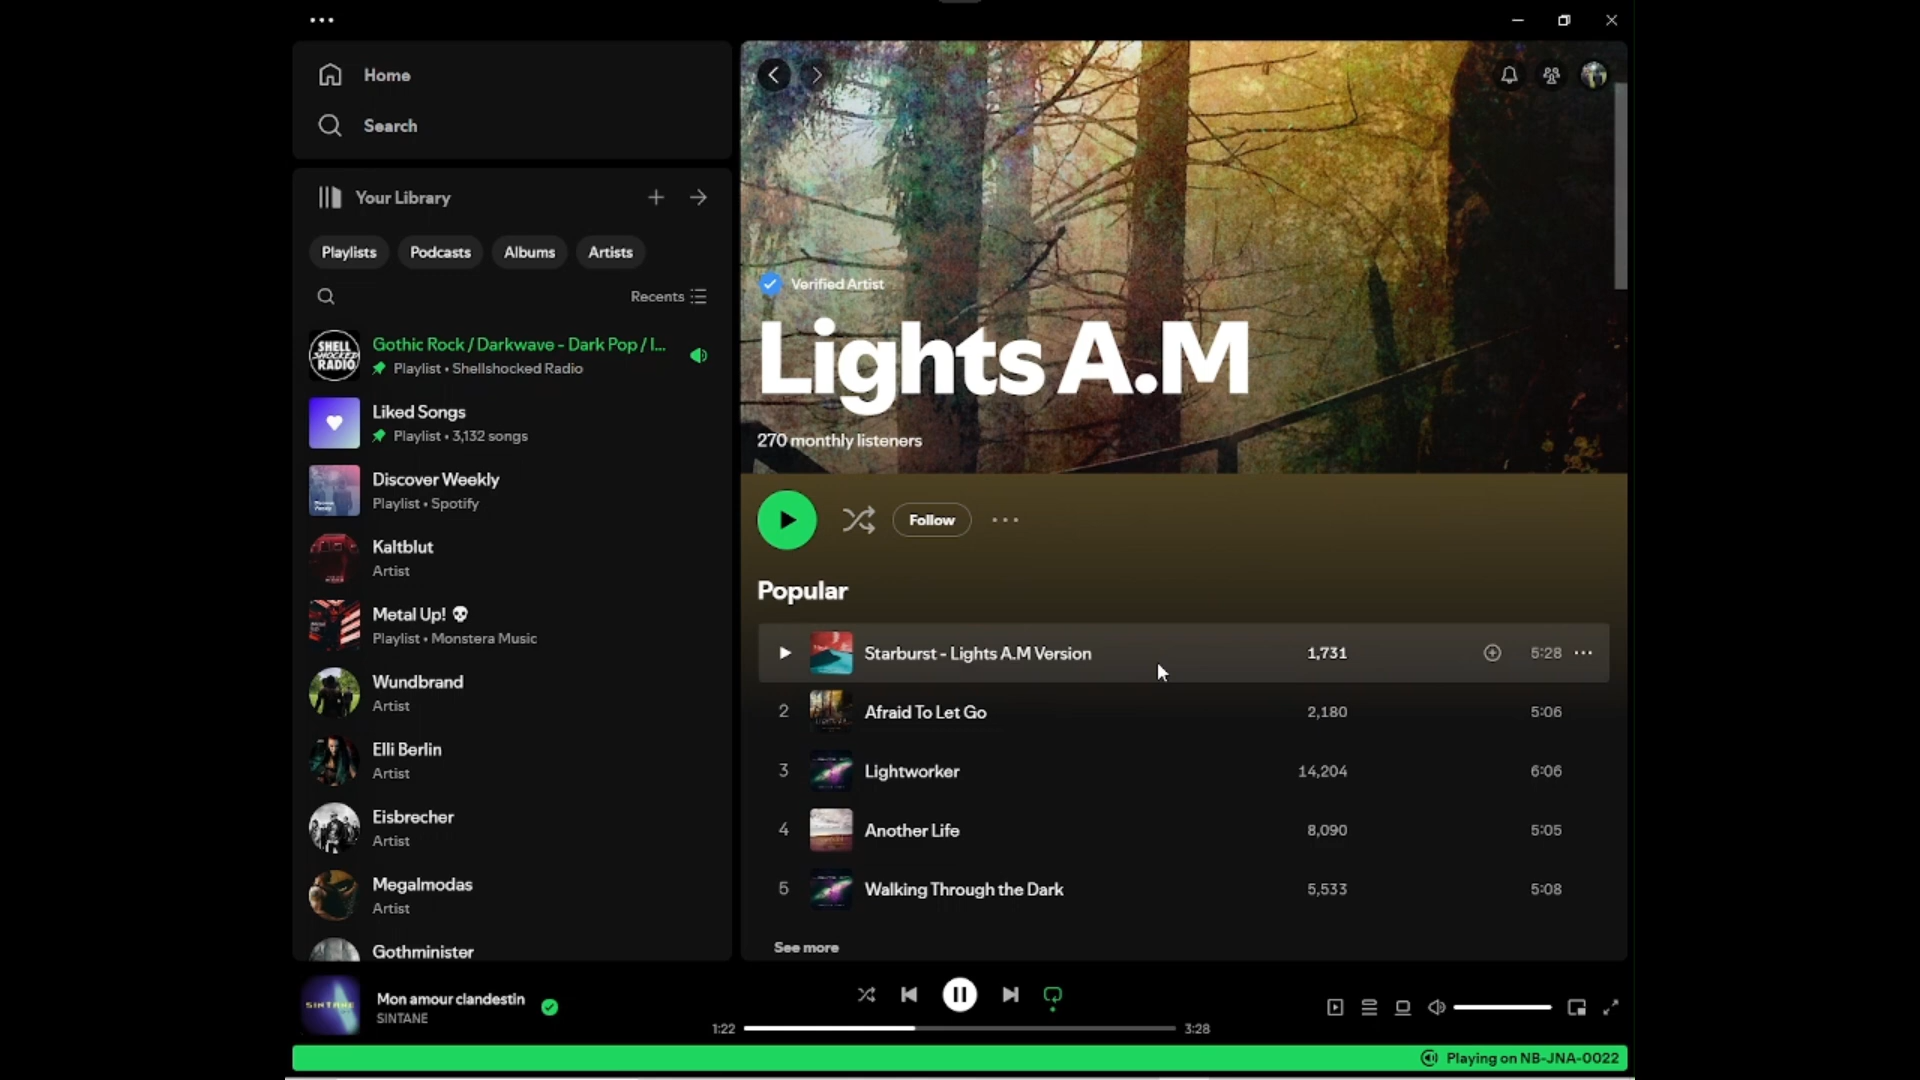 Home
Search
Your Library
Playlists
Podcasts
Albums
Artists
Recents
SHELL
SHOCKED
RADIO
Gothic Rock / Darkwave - Dark Pop / I...
Playlist • Shellshocked Radio
Liked Songs
Playlist • 3,132 songs
Discover Weekly
Playlist • Spotify
Kaltblut
Artist
Metal Up! 💀
Playlist • Monstera Music
Wundbrand
Artist
Elli Berlin
Artist
Eisbrecher
Artist
Megalmodas
Artist
Gothminister
Verified Artist
Lights A.M
270 monthly listeners
Follow
Popular
Starburst - Lights A.M Version 1,731 5:28
2 Afraid To Let Go 2,180 5:06
3 Lightworker 14,204 6:06
4 Another Life 8,090 5:05
5 Walking Through the Dark 5,533 5:08
See more
SINTANE
Mon amour clandestin
SINTANE
1:22
3:28
Playing on NB-JNA-0022